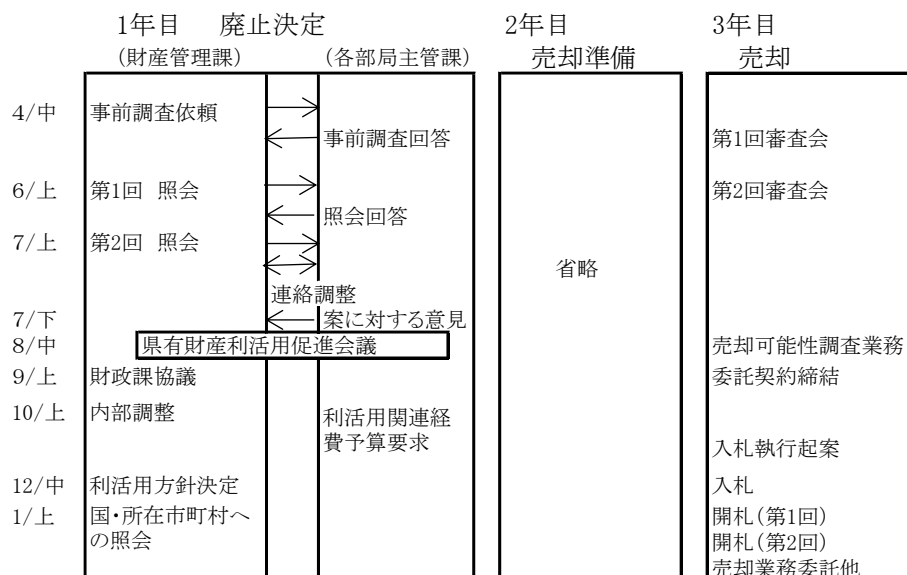 1年目 廃止決定 2年目 3年目
(財産管理課) (各部局主管課) 売却準備 売却
4/中 事前調査依頼
事前調査回答 第1回審査会
6/上 第1回 照会 第2回審査会
照会回答
7/上 第2回 照会
省略
連絡調整
7/下 案に対する意見
8/中 県有財産利活用促進会議 売却可能性調査業務
9/上 財政課協議 委託契約締結
10/上 内部調整 利活用関連経
費予算要求
入札執行起案
12/中 利活用方針決定 入札
1/上 国・所在市町村へ 開札(第1回)
の照会 開札(第2回)
売却業務委託他